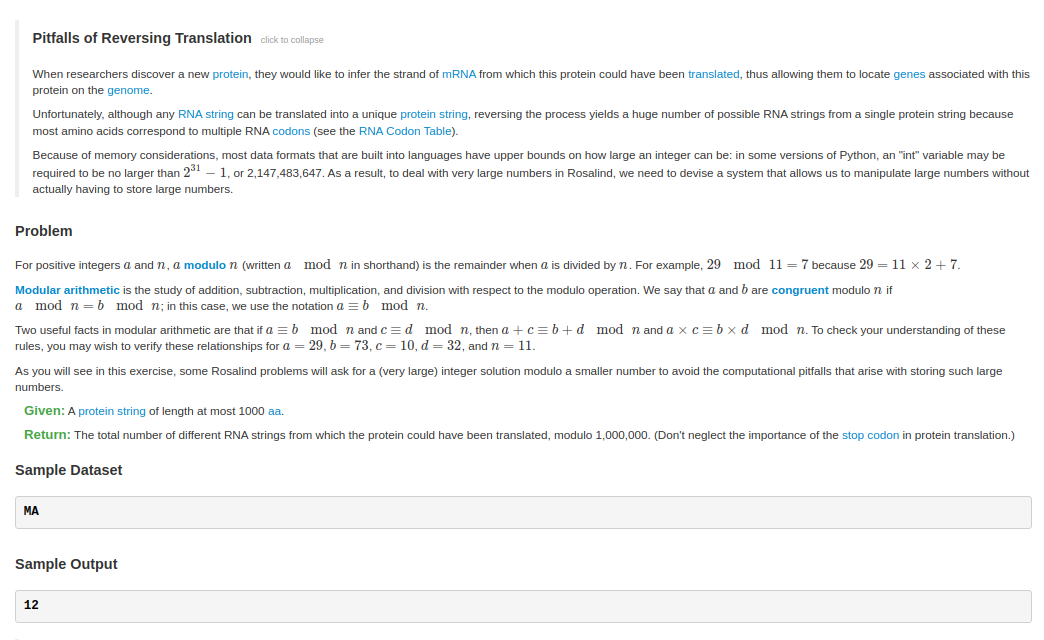 Pitfalls of Reversing Translation click to collapse
When researchers discover a new protein, they would like to infer the strand of mRNA from which this protein could have been translated, thus allowing them to locate genes associated with this
protein on the genome.
Unfortunately, although any RNA string can be translated into a unique protein string, reversing the process yields a huge number of possible RNA strings from a single protein string because
most amino acids correspond to multiple RNA codons (see the RNA Codon Table).
Because of memory considerations, most data formats that are built into languages have upper bounds on how large an integer can be: in some versions of Python, an "int" variable may be
required to be no larger than 2^31 − 1, or 2,147,483,647. As a result, to deal with very large numbers in Rosalind, we need to devise a system that allows us to manipulate large numbers without
actually having to store large numbers.
Problem
For positive integers a and n, a modulo n (written a mod n in shorthand) is the remainder when a is divided by n. For example, 29 mod 11 = 7 because 29 = 11 × 2 + 7.
Modular arithmetic is the study of addition, subtraction, multiplication, and division with respect to the modulo operation. We say that a and b are congruent modulo n if
a mod n = b mod n; in this case, we use the notation a ≡ b mod n.
Two useful facts in modular arithmetic are that if a ≡ b mod n and c ≡ d mod n, then a + c ≡ b + d mod n and a × c ≡ b × d mod n. To check your understanding of these
rules, you may wish to verify these relationships for a = 29, b = 73, c = 10, d = 32, and n = 11.
As you will see in this exercise, some Rosalind problems will ask for a (very large) integer solution modulo a smaller number to avoid the computational pitfalls that arise with storing such large
numbers.
Given: A protein string of length at most 1000 aa.
Return: The total number of different RNA strings from which the protein could have been translated, modulo 1,000,000. (Don't neglect the importance of the stop codon in protein translation.)
Sample Dataset
MA
Sample Output
12